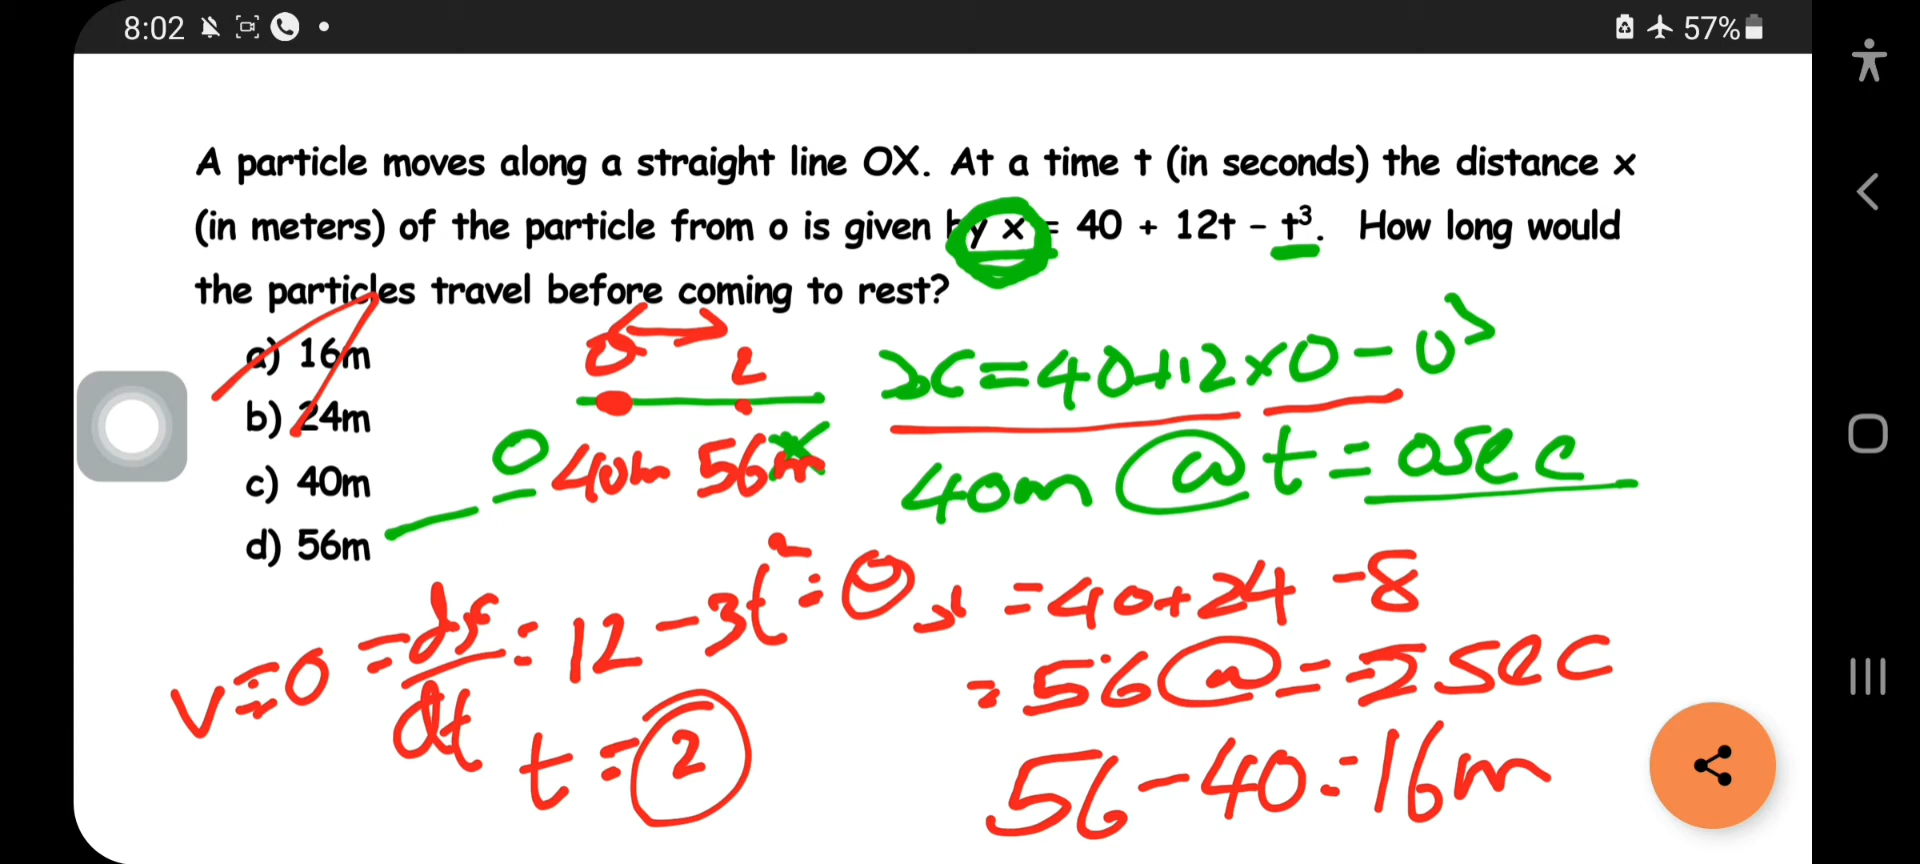 8:02
57%
A particle moves along a straight line OX. At a time t (in seconds) the distance x
(in meters) of the particle from o is given by x = 40 + 12t - t³. How long would
the particles travel before coming to rest?
a) 16m
b) 24m
c) 40m
d) 56m
0 2
0 40m 56m x
x=40+12×0-0³
40m @ t=0sec
v=0=df/dt=12-3t²=0
t=2
x=40+24-8
=56@=2sec
56-40=16m